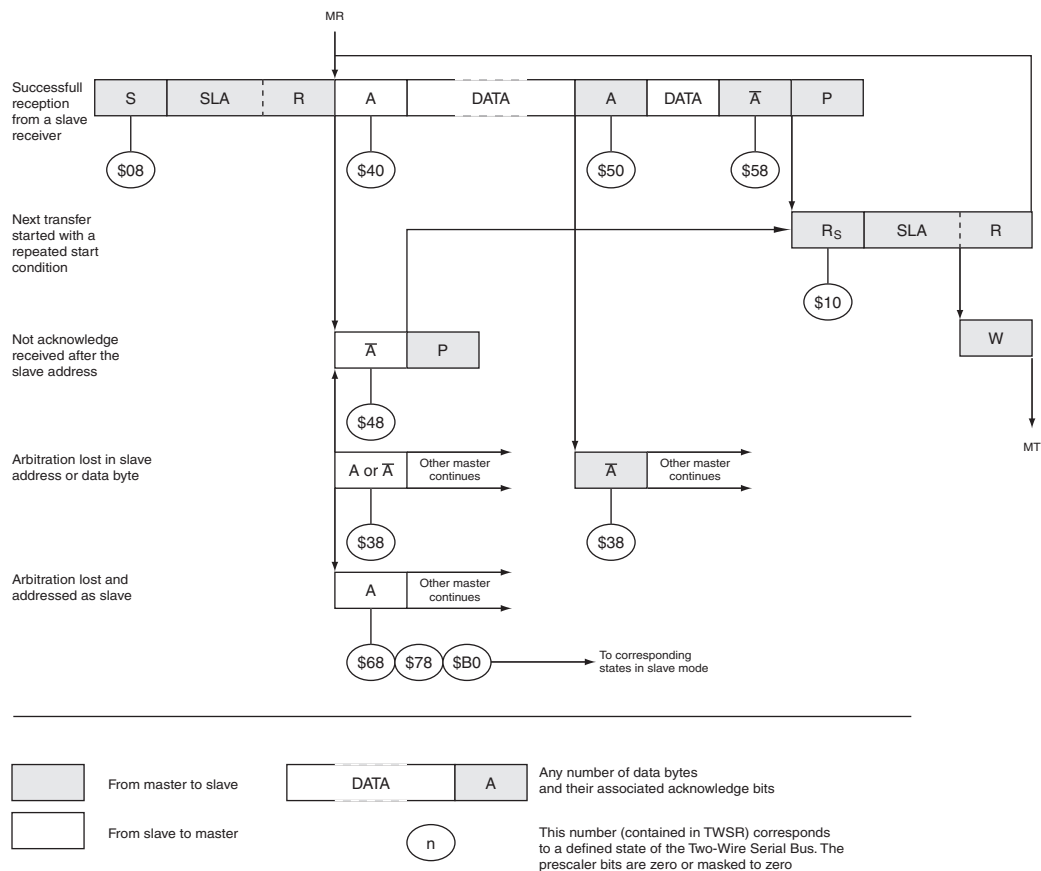 MR
Successfull
reception
from a slave
receiver
S SLA R A DATA A DATA A̅ P
$08 $40 $50 $58
Next transfer
started with a
repeated start
condition
RS SLA R
$10
Not acknowledge
received after the
slave address
A̅ P
W
$48
MT
Arbitration lost in slave
address or data byte
A or A̅
Other master
continues
A̅
Other master
continues
$38 $38
Arbitration lost and
addressed as slave
A
Other master
continues
$68 $78 $B0
To corresponding
states in slave mode
From master to slave
DATA A
Any number of data bytes
and their associated acknowledge bits
From slave to master
n
This number (contained in TWSR) corresponds
to a defined state of the Two-Wire Serial Bus. The
prescaler bits are zero or masked to zero